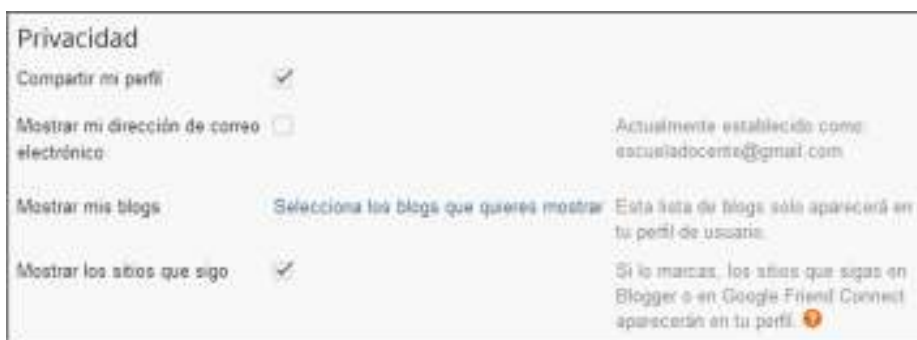 Privacidad
Compartir mi perfil
Mostrar mi dirección de correo
electrónico
Actualmente establecido como:
escueladocente@gmail.com
Mostrar mis blogs
Selecciona los blogs que quieres mostrar
Esta lista de blogs solo aparecerá en
tu perfil de usuario.
Mostrar los sitios que sigo
Si lo marcas, los sitios que sigas en
Blogger o en Google Friend Connect
aparecerán en tu perfil. ?